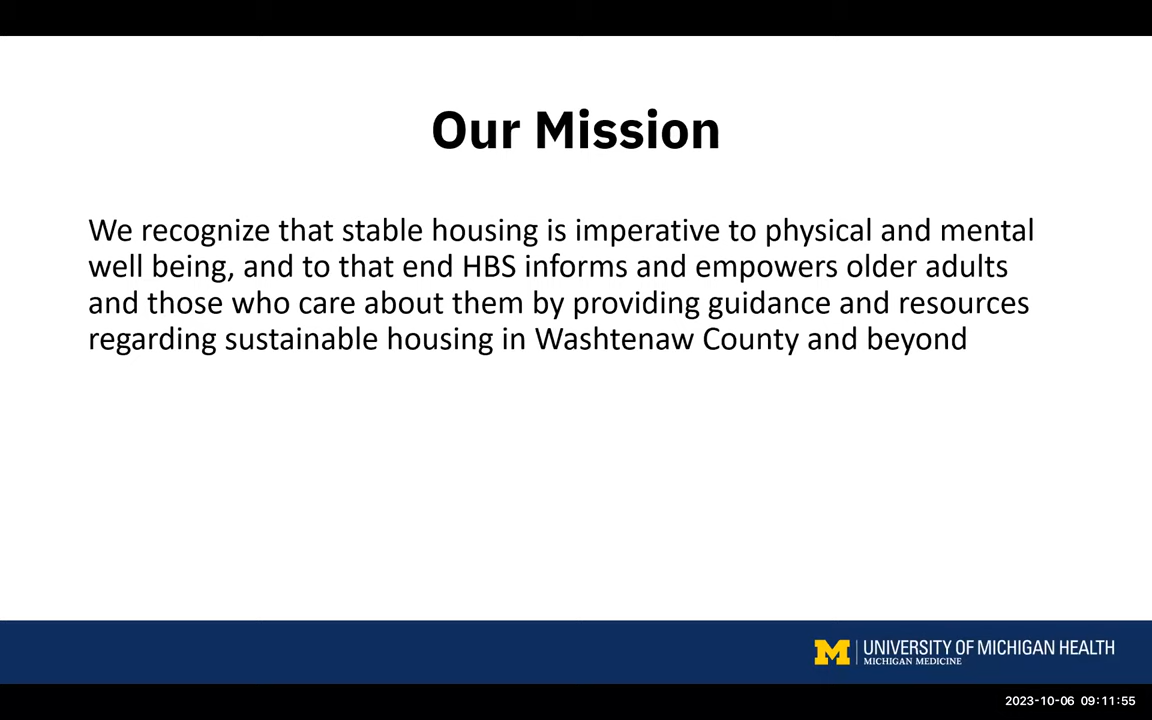 Our Mission
We recognize that stable housing is imperative to physical and mental
well being, and to that end HBS informs and empowers older adults
and those who care about them by providing guidance and resources
regarding sustainable housing in Washtenaw County and beyond
M UNIVERSITY OF MICHIGAN HEALTH
MICHIGAN MEDICINE
2023-10-06 09:11:55